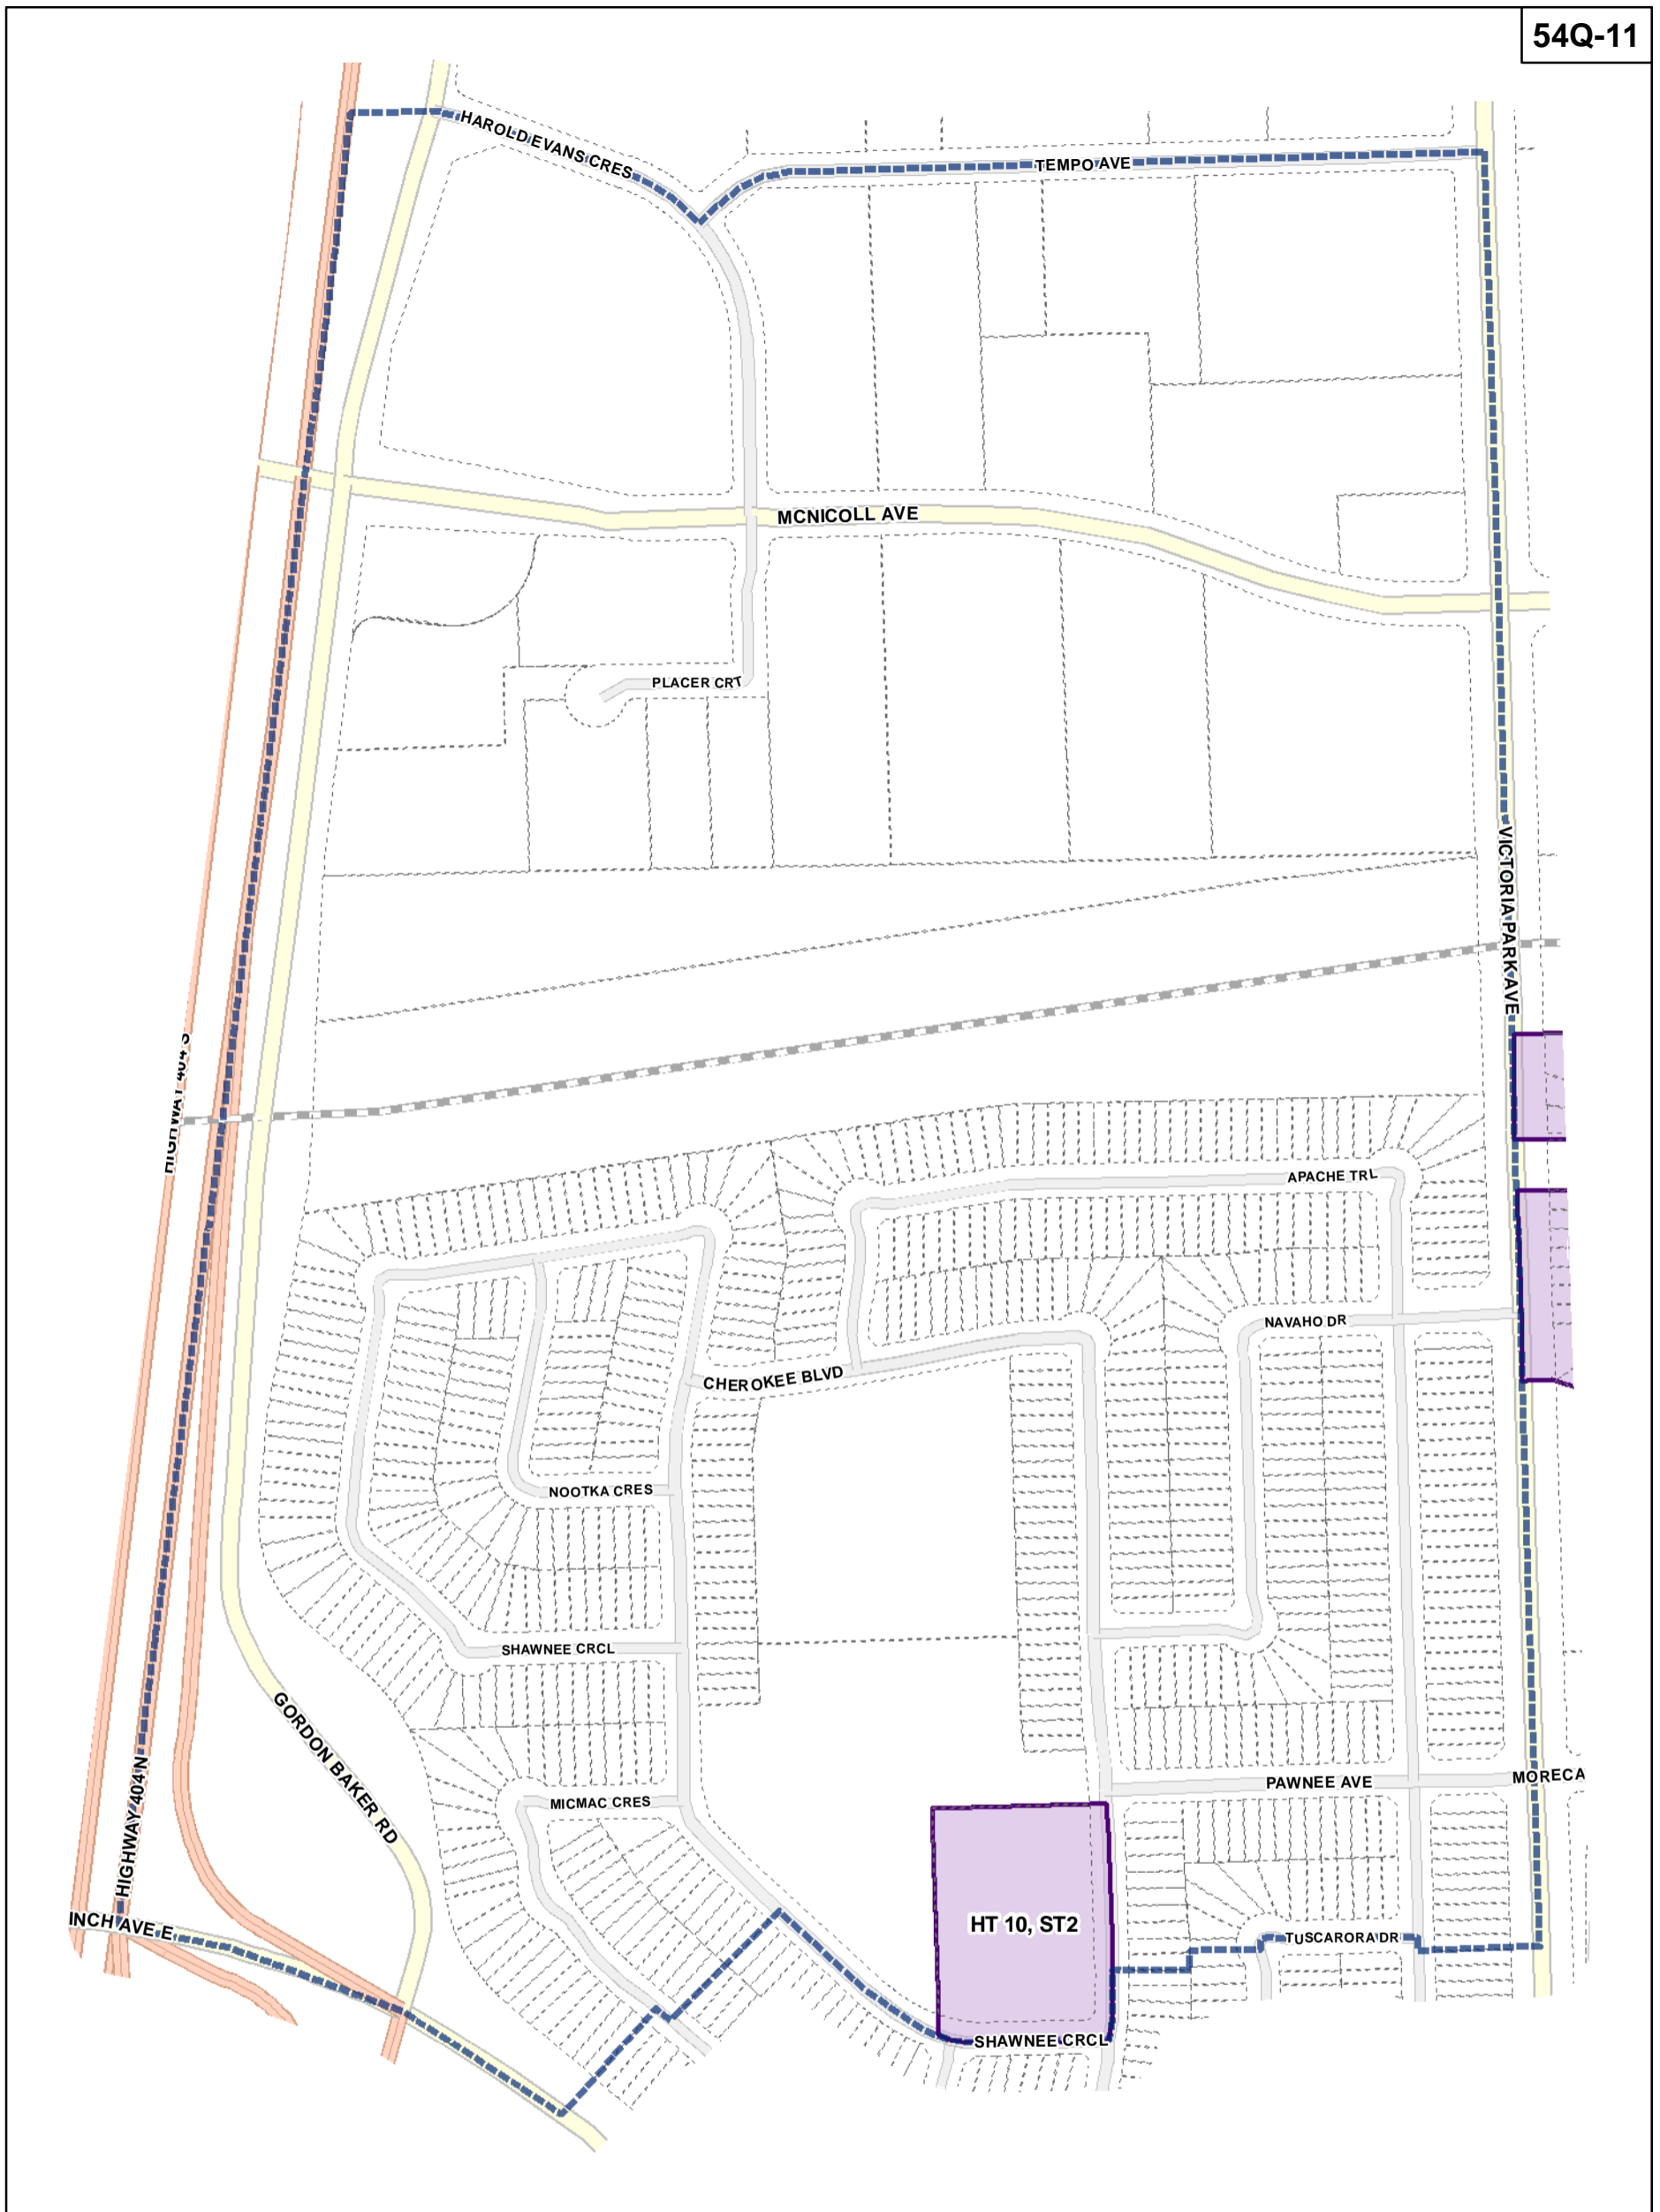 54Q-11
HAROLD EVANS CRES
TEMPO AVE
MCNICOLL AVE
PLACER CRT
VICTORIA PARK AVE
HIGHWAY 404 S
APACHE TRL
NAVAHO DR
CHEROKEE BLVD
NOOTKA CRES
SHAWNEE CRCL
GORDON BAKER RD
HIGHWAY 404 N
PAWNEE AVE
MORECA
MICMAC CRES
INCH AVE E
HT 10, ST2
TUSCARORA DR
SHAWNEE CRCL